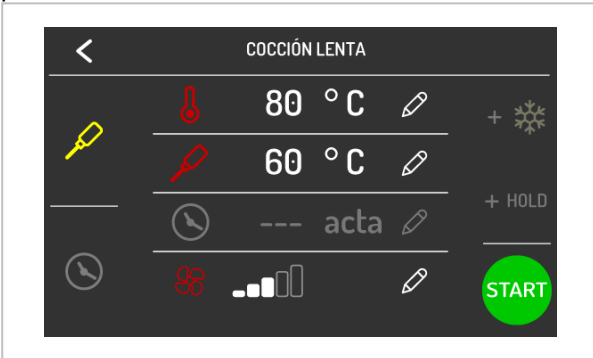 COCCIÓN LENTA
80 °C
60 °C
+ HOLD
--- acta
START